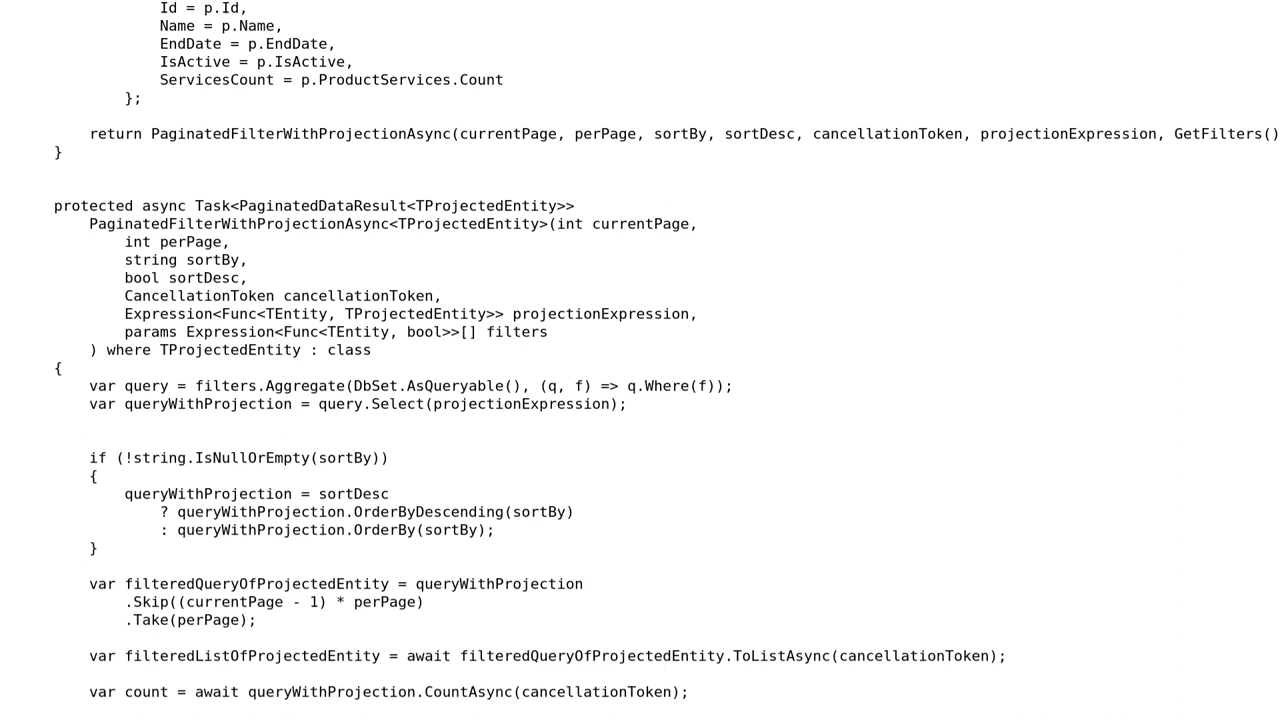 Id = p.Id,
Name = p.Name,
EndDate = p.EndDate,
IsActive = p.IsActive,
ServicesCount = p.ProductServices.Count
};
return PaginatedFilterWithProjectionAsync(currentPage, perPage, sortBy, sortDesc, cancellationToken, projectionExpression, GetFilters()
}
protected async Task<PaginatedDataResult<TProjectedEntity>>
PaginatedFilterWithProjectionAsync<TProjectedEntity>(int currentPage,
int perPage,
string sortBy,
bool sortDesc,
CancellationToken cancellationToken,
Expression<Func<TEntity, TProjectedEntity>> projectionExpression,
params Expression<Func<TEntity, bool>>[] filters
) where TProjectedEntity : class
{
var query = filters.Aggregate(DbSet.AsQueryable(), (q, f) => q.Where(f));
var queryWithProjection = query.Select(projectionExpression);
if (!string.IsNullOrEmpty(sortBy))
{
queryWithProjection = sortDesc
? queryWithProjection.OrderByDescending(sortBy)
: queryWithProjection.OrderBy(sortBy);
}
var filteredQueryOfProjectedEntity = queryWithProjection
.Skip((currentPage - 1) * perPage)
.Take(perPage);
var filteredListOfProjectedEntity = await filteredQueryOfProjectedEntity.ToListAsync(cancellationToken);
var count = await queryWithProjection.CountAsync(cancellationToken);